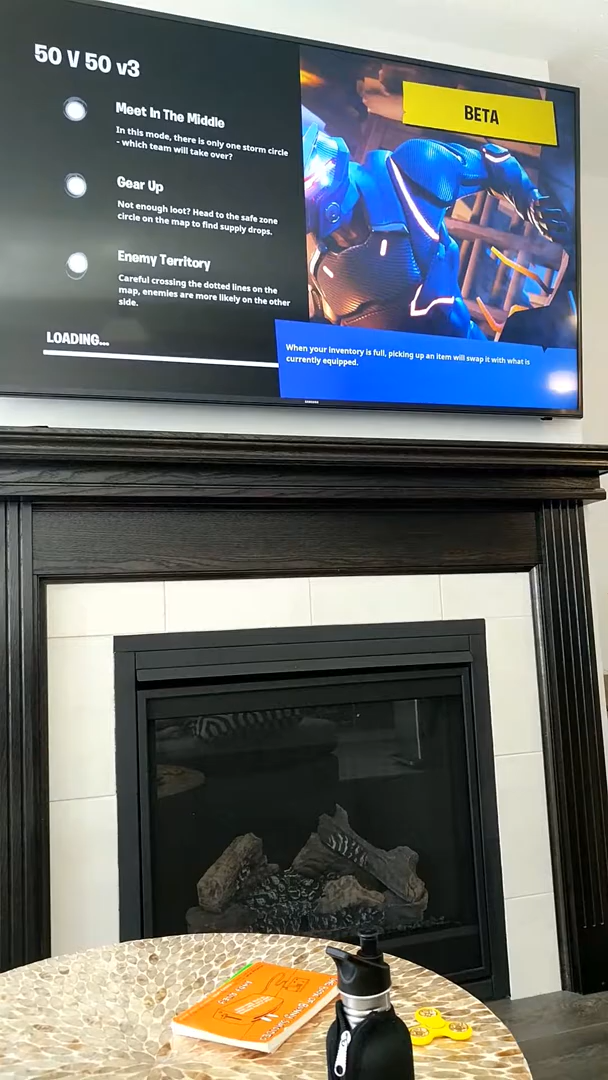 50 V 50 v3
Meet In The Middle
In this mode, there is only one storm circle
- which team will take over?
Gear Up
Not enough loot? Head to the safe zone
circle on the map to find supply drops.
Enemy Territory
Careful crossing the dotted lines on the
map, enemies are more likely on the other
side.
LOADING...
BETA
When your inventory is full, picking up an item will swap it with what is
currently equipped.
SAMSUNG